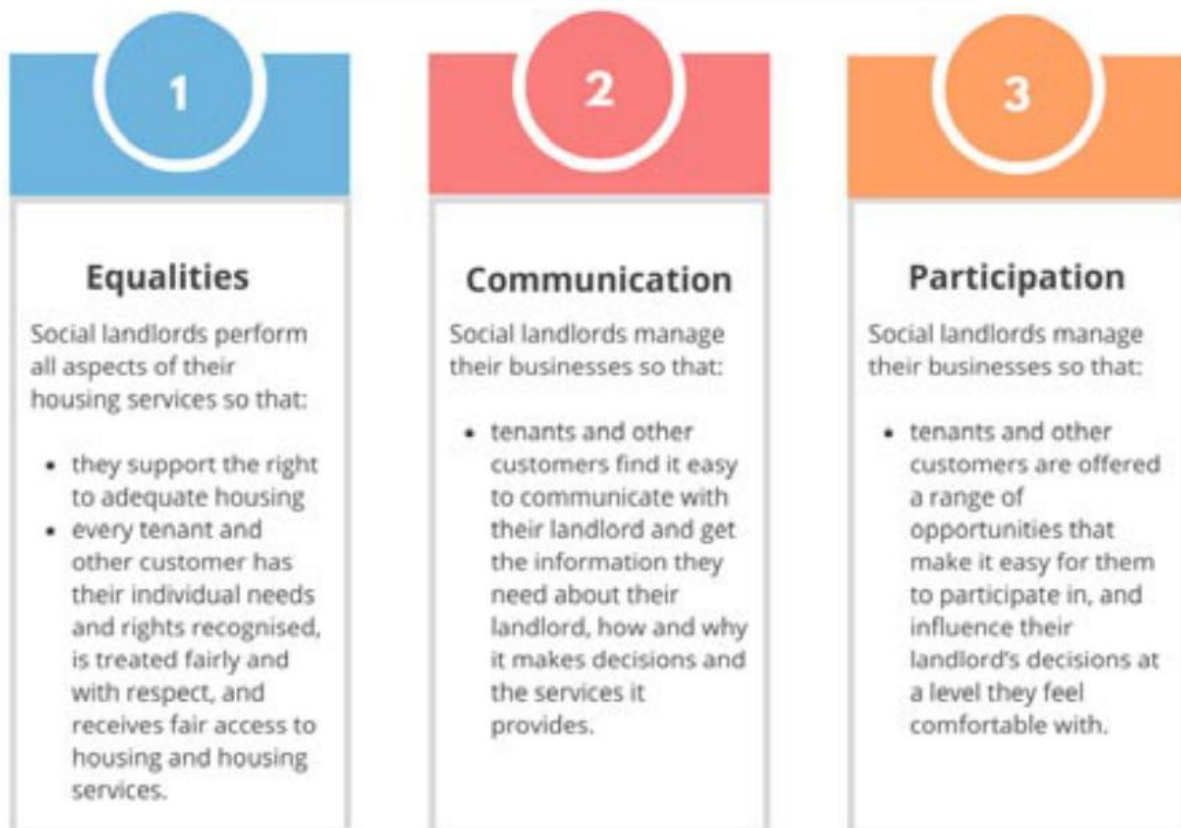 1
Equalities
Social landlords perform
all aspects of their
housing services so that:
• they support the right
to adequate housing
• every tenant and
other customer has
their individual needs
and rights recognised,
is treated fairly and
with respect, and
receives fair access to
housing and housing
services.
2
Communication
Social landlords manage
their businesses so that:
• tenants and other
customers find it easy
to communicate with
their landlord and get
the information they
need about their
landlord, how and why
it makes decisions and
the services it
provides.
3
Participation
Social landlords manage
their businesses so that:
• tenants and other
customers are offered
a range of
opportunities that
make it easy for them
to participate in, and
influence their
landlord's decisions at
a level they feel
comfortable with.